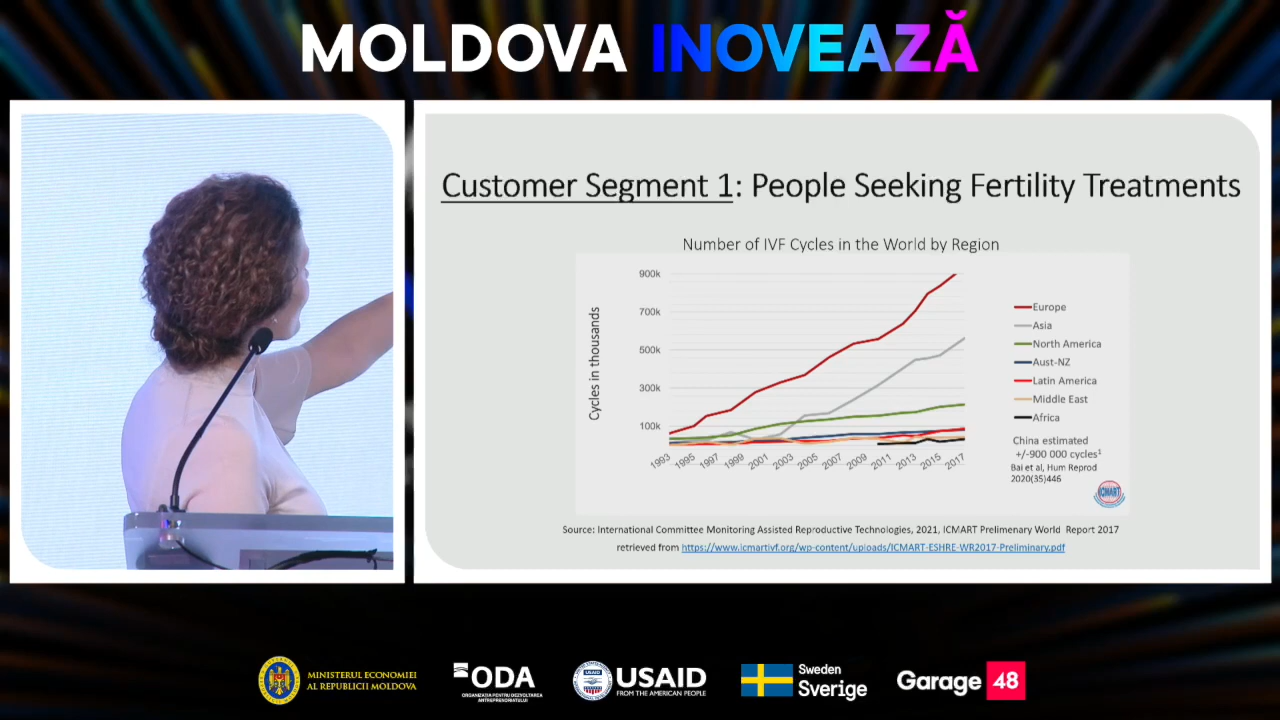 MOLDOVA INOVEAZĂ
Customer Segment 1: People Seeking Fertility Treatments
Number of IVF Cycles in the World by Region
Cycles in thousands
900k
700k
500k
300k
100k
1993 1995 1997 1999 2001 2003 2005 2007 2009 2011 2013 2015 2017
Europe
Asia
North America
Aust-NZ
Latin America
Middle East
Africa
China estimated
+/-900 000 cycles¹
Bai et al, Hum Reprod
2020(35)446
ICMART
Source: International Committee Monitoring Assisted Reproductive Technologies, 2021, ICMART Prelimenary World Report 2017
retrieved from https://www.icmartivf.org/wp-content/uploads/ICMART-ESHRE-WR2017-Preliminary.pdf
MINISTERUL ECONOMIEI
AL REPUBLICII MOLDOVA
ODA
ORGANIZAȚIA PENTRU DEZVOLTAREA
ANTREPRENORIATULUI
USAID
USAID
FROM THE AMERICAN PEOPLE
Sweden
Sverige
Garage 48